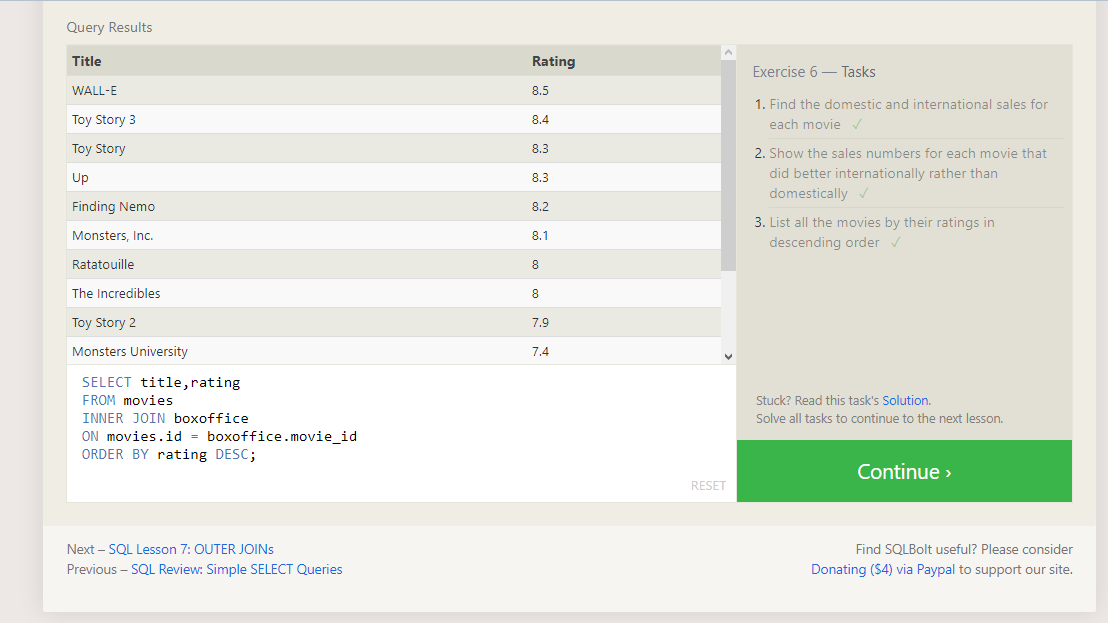 Query Results
Title Rating
WALL-E 8.5
Toy Story 3 8.4
Toy Story 8.3
Up 8.3
Finding Nemo 8.2
Monsters, Inc. 8.1
Ratatouille 8
The Incredibles 8
Toy Story 2 7.9
Monsters University 7.4
SELECT title,rating
FROM movies
INNER JOIN boxoffice
ON movies.id = boxoffice.movie_id
ORDER BY rating DESC;
RESET
Exercise 6 — Tasks
1. Find the domestic and international sales for
each movie ✓
2. Show the sales numbers for each movie that
did better internationally rather than
domestically ✓
3. List all the movies by their ratings in
descending order ✓
Stuck? Read this task's Solution.
Solve all tasks to continue to the next lesson.
Continue ›
Next – SQL Lesson 7: OUTER JOINs
Previous – SQL Review: Simple SELECT Queries
Find SQLBolt useful? Please consider
Donating ($4) via Paypal to support our site.